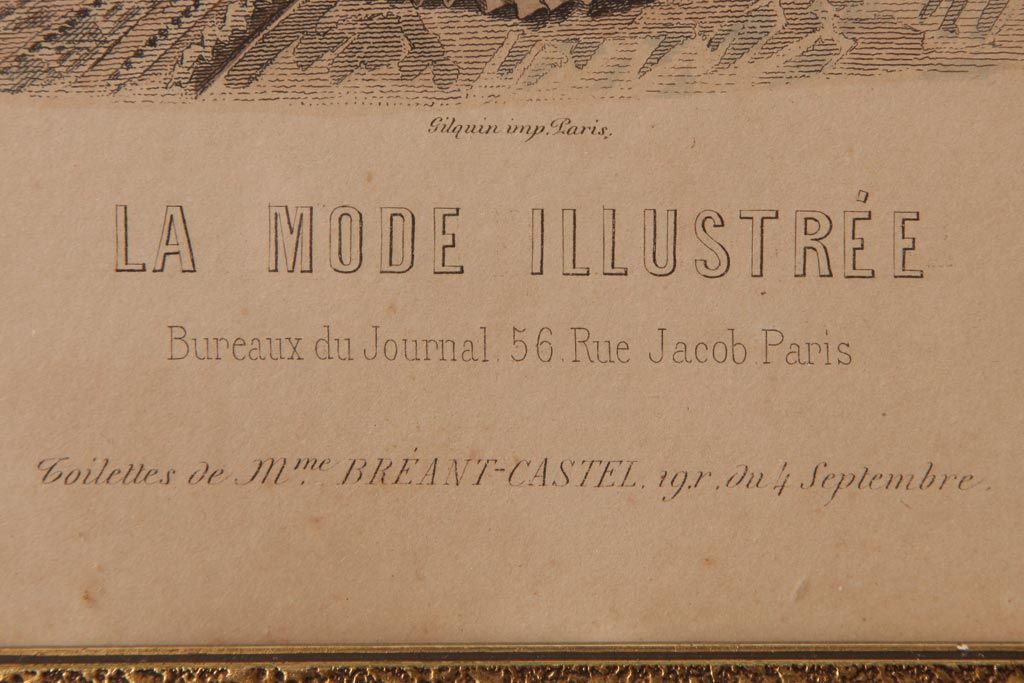 Gilquin imp. Paris.
LA MODE ILLUSTRÉE
Bureaux du Journal. 56. Rue Jacob Paris
Toilettes de Mme. BRÉANT-CASTEL. 19. r. du 4 Septembre.